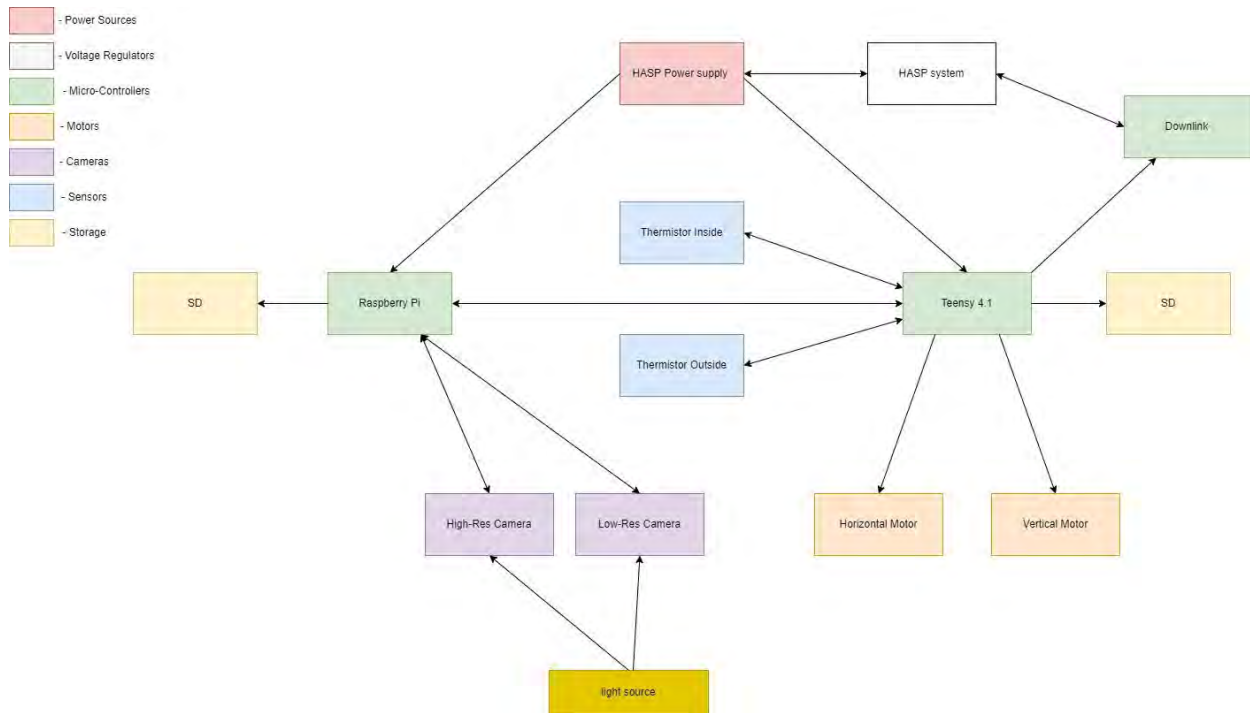 - Power Sources
- Voltage Regulators
- Micro-Controllers
- Motors
- Cameras
- Sensors
- Storage
HASP Power supply
HASP system
Downlink
Thermistor Inside
SD
Raspberry Pi
Teensy 4.1
SD
Thermistor Outside
High-Res Camera
Low-Res Camera
Horizontal Motor
Vertical Motor
light source